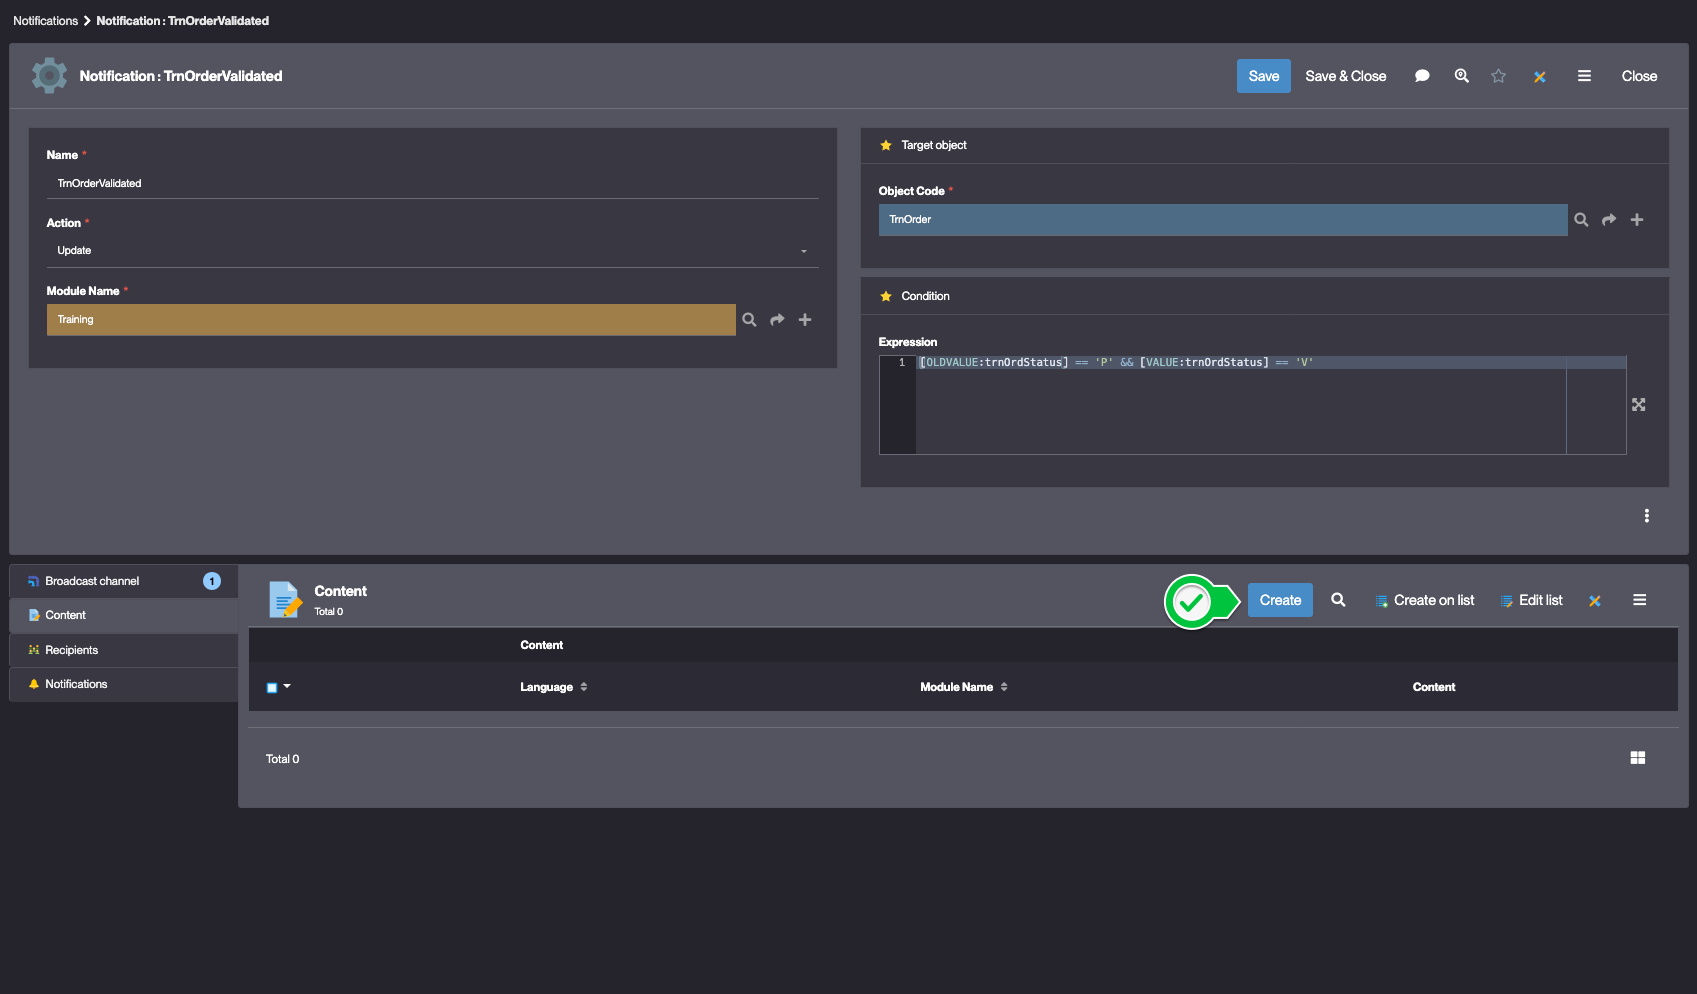 Notifications > Notification : TrnOrderValidated
Notification : TrnOrderValidated
Save
Save & Close
Close
Name *
TrnOrderValidated
Action *
Update
Module Name *
Training
Target object
Object Code *
TrnOrder
Condition
Expression
1 [OLDVALUE:trnOrdStatus] == 'P' && [VALUE:trnOrdStatus] == 'V'
Broadcast channel 1
Content
Recipients
Notifications
Content
Total 0
Create
Create on list
Edit list
Content
Language
Module Name
Content
Total 0